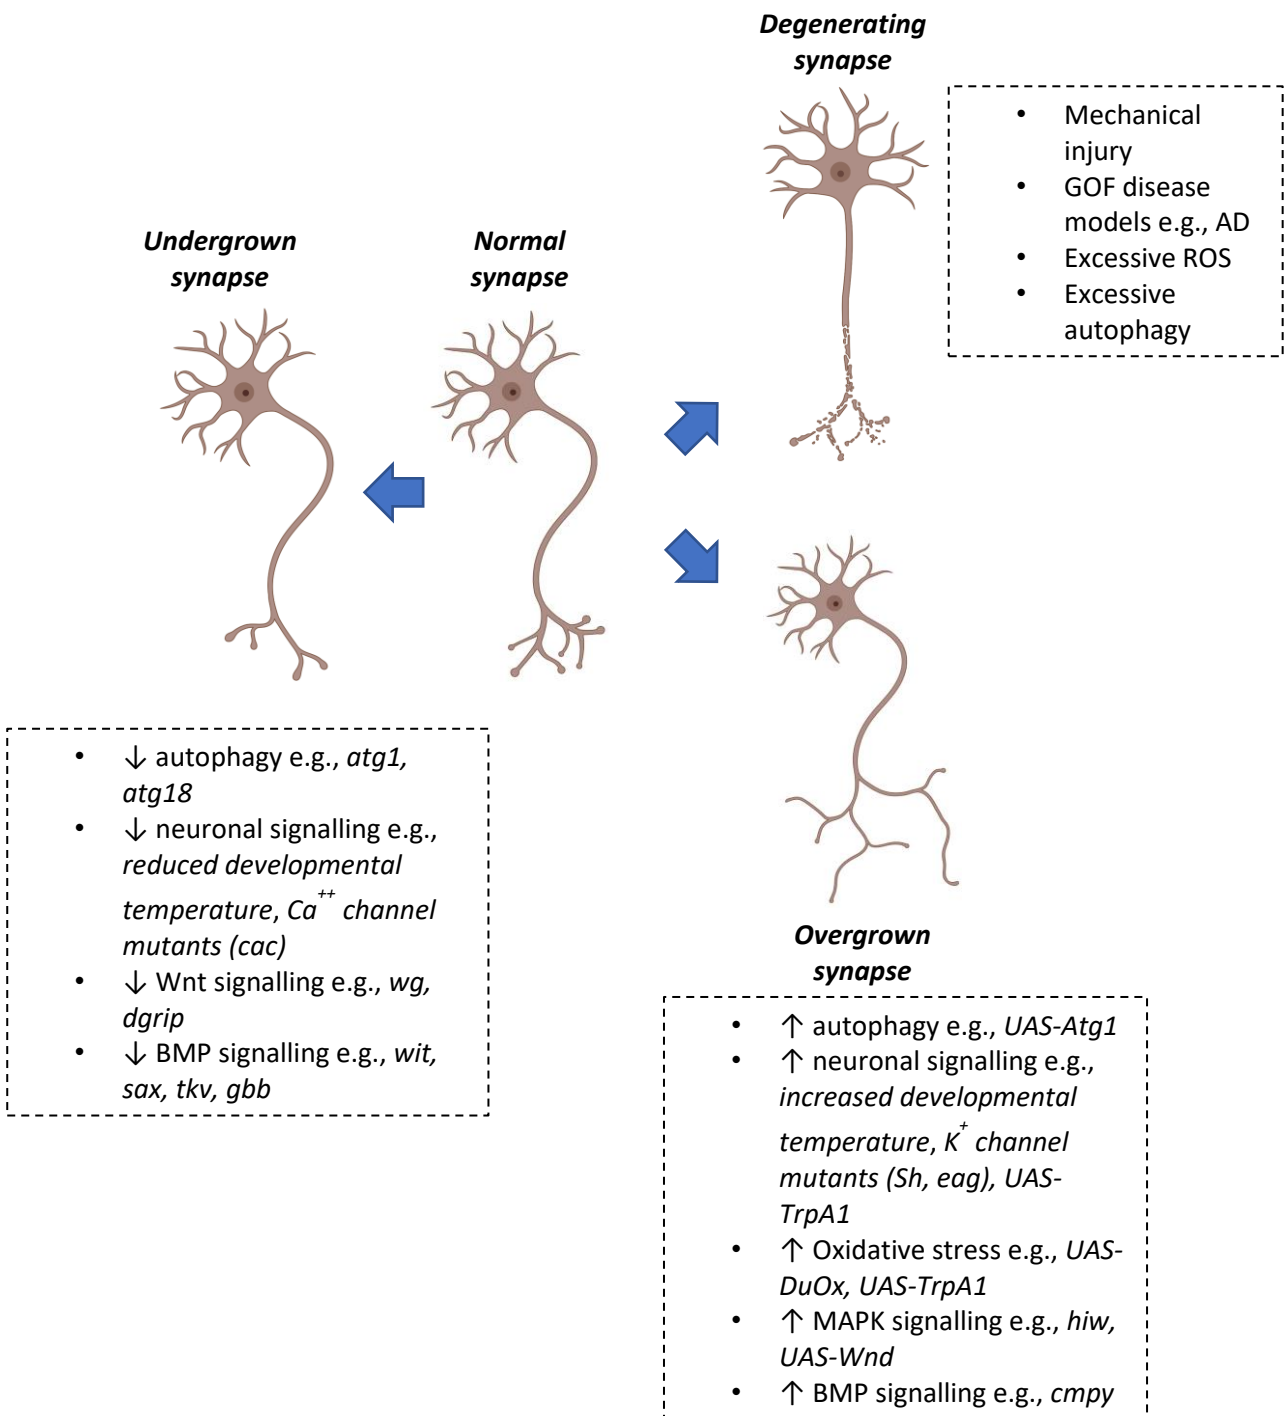 Degenerating
synapse
• Mechanical
injury
• GOF disease
models e.g., AD
• Excessive ROS
• Excessive
autophagy
Undergrown
synapse
Normal
synapse
• ↓ autophagy e.g., atg1,
atg18
• ↓ neuronal signalling e.g.,
reduced developmental
temperature, Ca⁺⁺ channel
mutants (cac)
• ↓ Wnt signalling e.g., wg,
dgrip
• ↓ BMP signalling e.g., wit,
sax, tkv, gbb
Overgrown
synapse
• ↑ autophagy e.g., UAS-Atg1
• ↑ neuronal signalling e.g.,
increased developmental
temperature, K⁺ channel
mutants (Sh, eag), UAS-
TrpA1
• ↑ Oxidative stress e.g., UAS-
DuOx, UAS-TrpA1
• ↑ MAPK signalling e.g., hiw,
UAS-Wnd
• ↑ BMP signalling e.g., cmpy